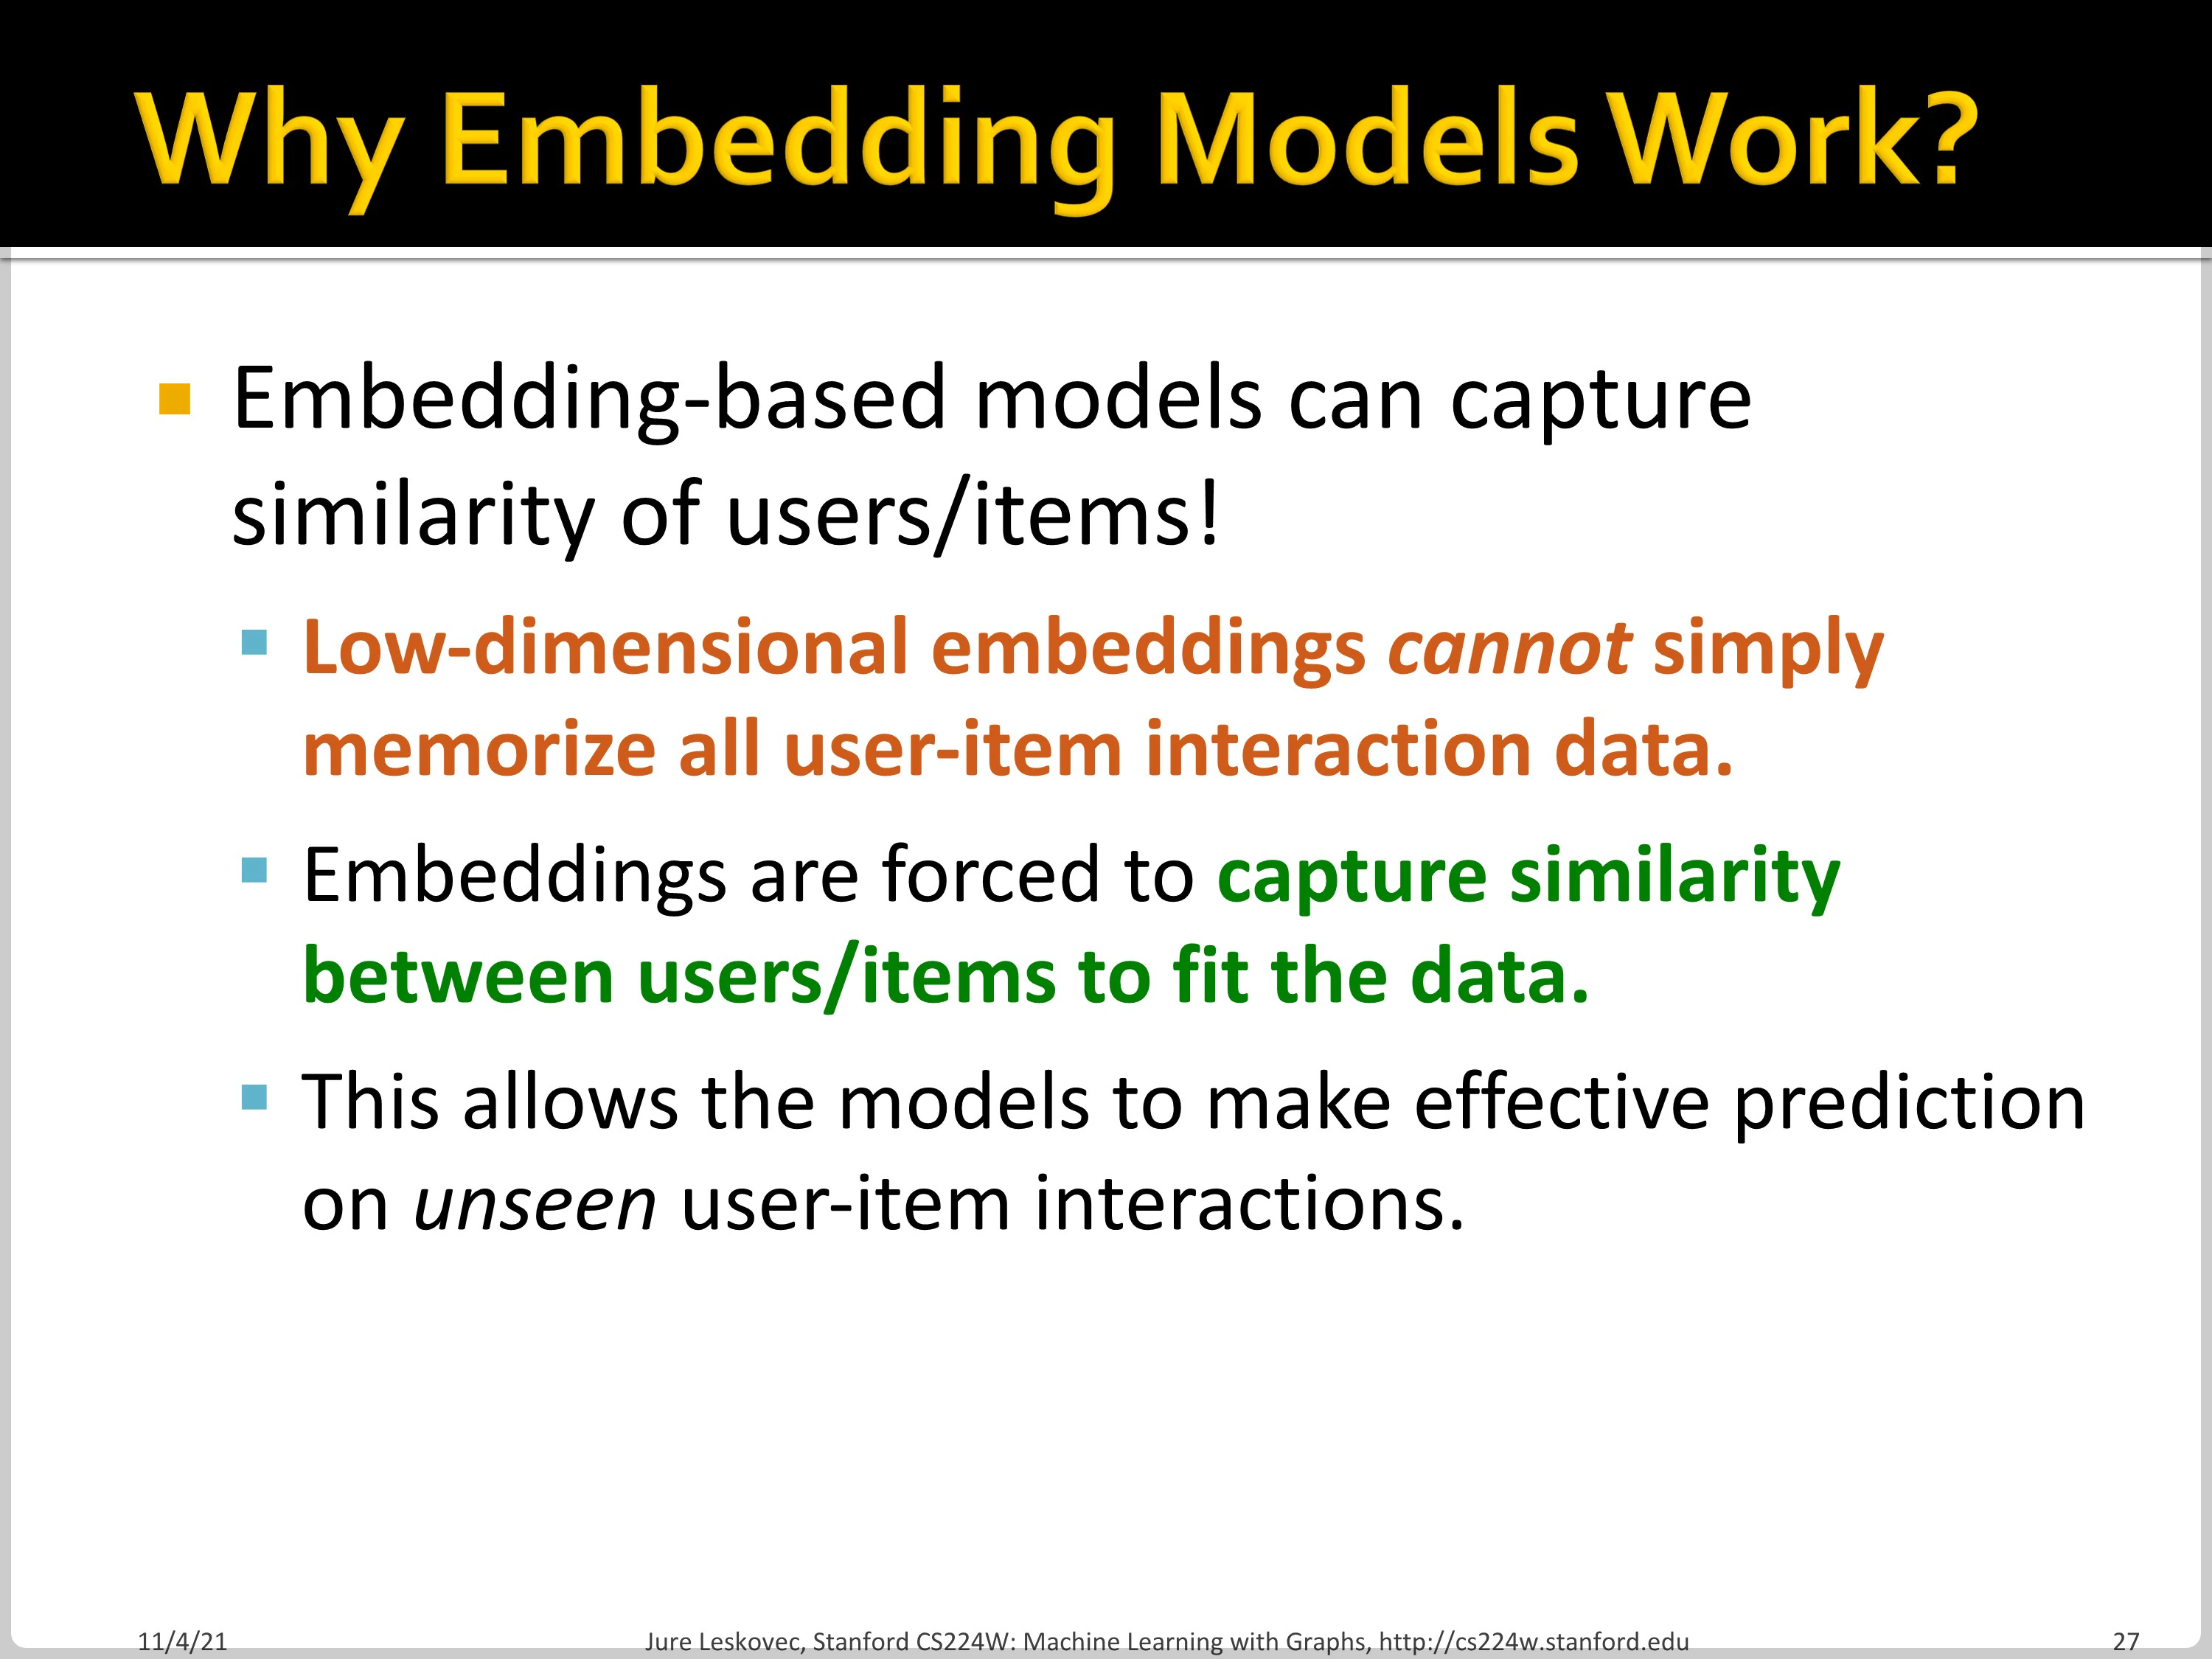 Why Embedding Models Work?
Embedding-based models can capture
similarity of users/items!
Low-dimensional embeddings cannot simply
memorize all user-item interaction data.
Embeddings are forced to capture similarity
between users/items to fit the data.
This allows the models to make effective prediction
on unseen user-item interactions.
11/4/21
Jure Leskovec, Stanford CS224W: Machine Learning with Graphs, http://cs224w.stanford.edu
27